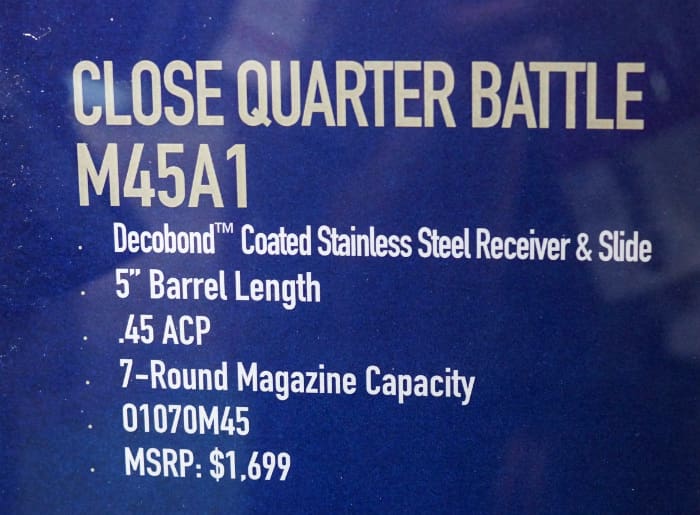 CLOSE QUARTER BATTLE
M45A1
· Decobond™ Coated Stainless Steel Receiver & Slide
· 5” Barrel Length
· .45 ACP
· 7-Round Magazine Capacity
· 01070M45
· MSRP: $1,699